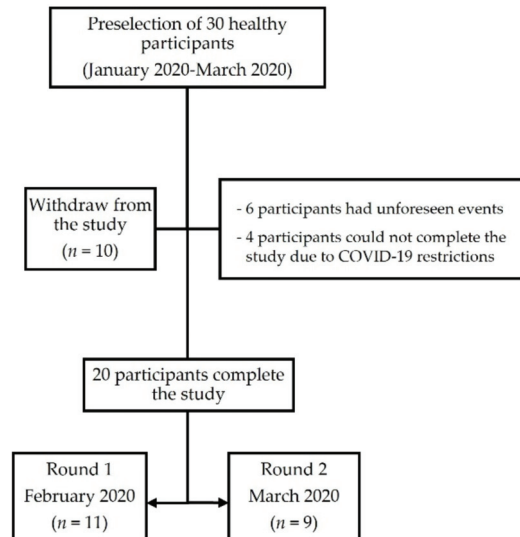 Preselection of 30 healthy
participants
(January 2020-March 2020)
Withdraw from
the study
(n = 10)
- 6 participants had unforeseen events
- 4 participants could not complete the
study due to COVID-19 restrictions
20 participants complete
the study
Round 1
February 2020
(n = 11)
Round 2
March 2020
(n = 9)